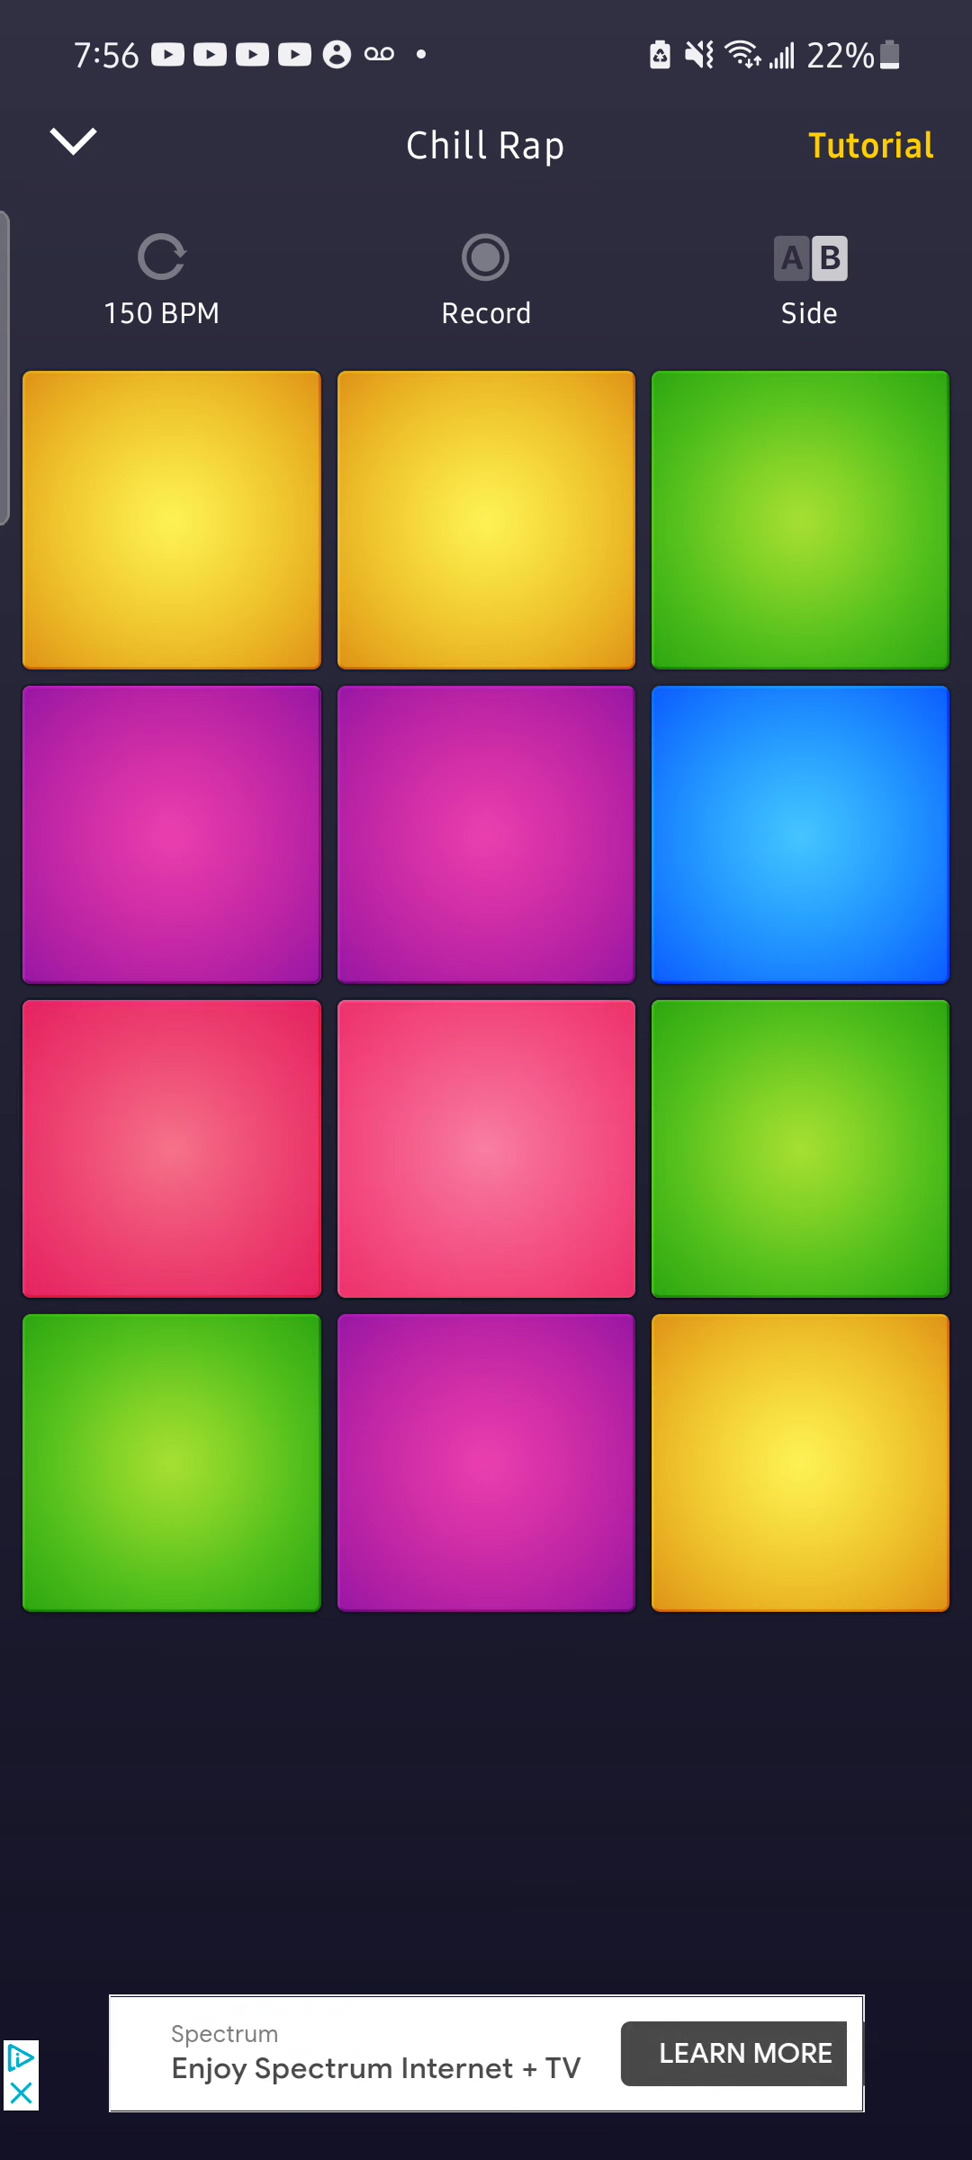 7:56 22%
Chill Rap Tutorial
A B
150 BPM Record Side
Spectrum
Enjoy Spectrum Internet + TV
LEARN MORE